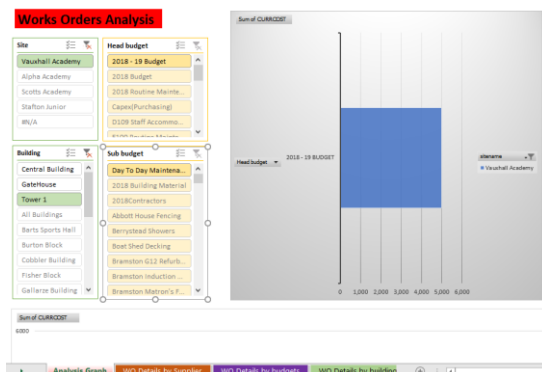 Works Orders Analysis
Site
Vauxhall Academy
Alpha Academy
Scotts Academy
Stafton Junior
#N/A
Head budget
2018 - 19 Budget
2018 Budget
2018 Routine Mainte...
Capex(Purchasing)
D109 Staff Accommo...
Building
Central Building
GateHouse
Tower 1
All Buildings
Barts Sports Hall
Burton Block
Cobbler Building
Fisher Block
Gallerze Building
Sub budget
Day To Day Maintena...
2018 Building Material
2018Contractors
Abbott House Fencing
Berrystead Showers
Boat Shed Decking
Bramston G12 Refurb...
Bramston Induction ...
Bramston Matron's F...
Sum of CURRCOST
Head budget
2018 - 19 BUDGET
sitename
Vauxhall Academy
0 1,000 2,000 3,000 4,000 5,000 6,000
Sum of CURRCOST
6000
Analysis Graph WO Details by Supplier WO Details by budgets WO Details by building